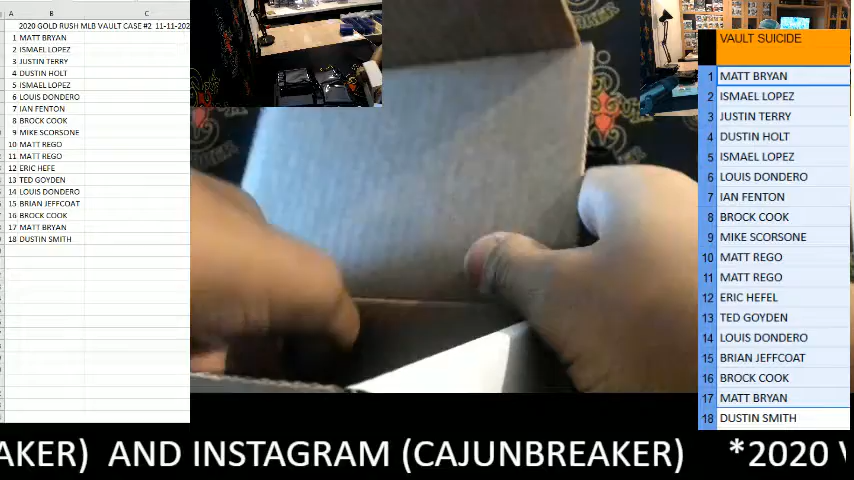 A B C
2020 GOLD RUSH MLB VAULT CASE #2 11-11-202
1 MATT BRYAN
2 ISMAEL LOPEZ
3 JUSTIN TERRY
4 DUSTIN HOLT
5 ISMAEL LOPEZ
6 LOUIS DONDERO
7 IAN FENTON
8 BROCK COOK
9 MIKE SCORSONE
10 MATT REGO
11 MATT REGO
12 ERIC HEFE
13 TED GOYDEN
14 LOUIS DONDERO
15 BRIAN JEFFCOAT
16 BROCK COOK
17 MATT BRYAN
18 DUSTIN SMITH
VAULT SUICIDE
1 MATT BRYAN
2 ISMAEL LOPEZ
3 JUSTIN TERRY
4 DUSTIN HOLT
5 ISMAEL LOPEZ
6 LOUIS DONDERO
7 IAN FENTON
8 BROCK COOK
9 MIKE SCORSONE
10 MATT REGO
11 MATT REGO
12 ERIC HEFEL
13 TED GOYDEN
14 LOUIS DONDERO
15 BRIAN JEFFCOAT
16 BROCK COOK
17 MATT BRYAN
18 DUSTIN SMITH
AKER) AND INSTAGRAM (CAJUNBREAKER) *2020